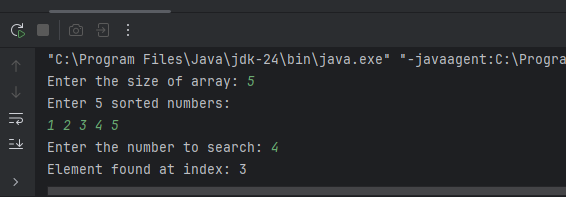 "C:\Program Files\Java\jdk-24\bin\java.exe" "-javaagent:C:\Progra
Enter the size of array: 5
Enter 5 sorted numbers:
1 2 3 4 5
Enter the number to search: 4
Element found at index: 3